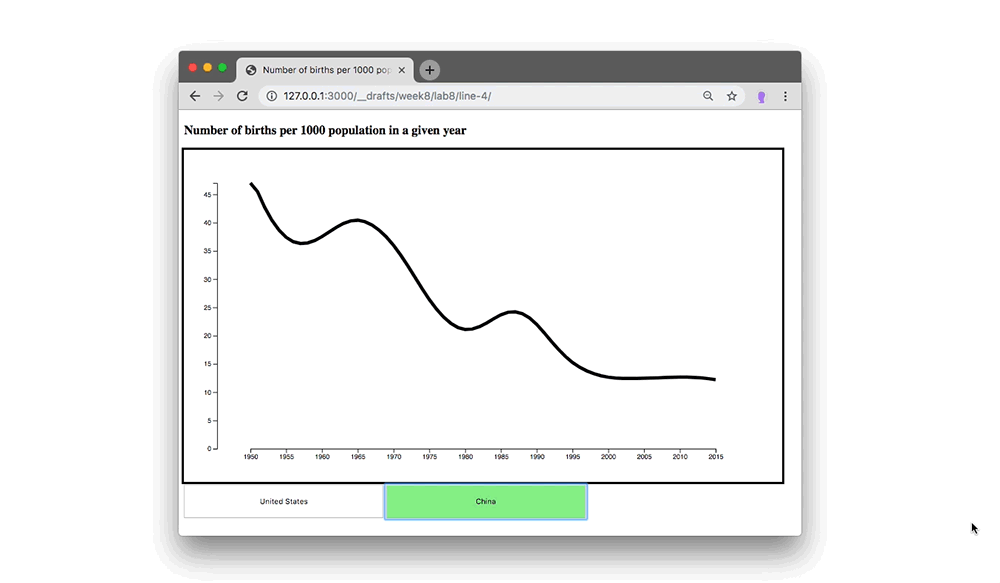 Number of births per 1000 pop
127.0.0.1:3000/__drafts/week8/lab8/line-4/
Number of births per 1000 population in a given year
45
40
35
30
25
20
15
10
5
0
1950 1955 1960 1965 1970 1975 1980 1985 1990 1995 2000 2005 2010 2015
United States China